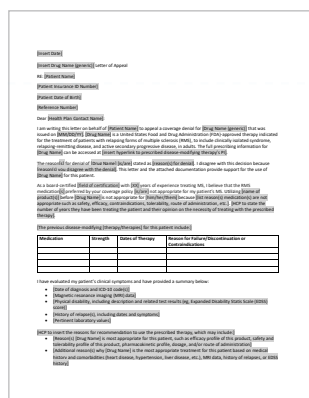 [Insert Date]
[Insert Drug Name (generic)] Letter of Appeal
RE: [Patient Name]
[Patient Insurance ID Number]
[Patient Date of Birth]
[Reference Number]
Dear [Health Plan Contact Name]:
I am writing this letter on behalf of [Patient Name] to appeal a coverage denial for [Drug Name (generic)] that was
issued on [MM/DD/YY]. [Drug Name] is a United States Food and Drug Administration (FDA)-approved therapy indicated
for the treatment of patients with relapsing forms of multiple sclerosis (RMS), to include clinically isolated syndrome,
relapsing-remitting disease, and active secondary progressive disease, in adults. The full prescribing information for
[Drug Name] can be accessed at [insert hyperlink to prescribed disease-modifying therapy's PI].
The reason(s) for denial of [Drug Name] [is/are] stated as [reason(s) for denial]. I disagree with this decision because
[reason(s) you disagree with the denial]. This letter and the attached documentation provide support for the use of
[Drug Name] for this patient.
As a board-certified [field of certification] with [XX] years of experience treating MS, I believe that the RMS
medication(s) preferred by your coverage policy [is/are] not appropriate for my patient's MS. Utilizing [name of
product(s)] before [Drug Name] is not appropriate for [him/her/them] because [list reason(s) medication(s) are not
appropriate such as safety, efficacy, contraindications, tolerability, route of administration, etc.]. [HCP to state the
number of years they have been treating the patient and their opinion on the necessity of treating with the prescribed
therapy].
[The previous disease-modifying [therapy/therapies] for this patient include:]
Medication Strength Dates of Therapy Reason for Failure/Discontinuation or
Contraindications
I have evaluated my patient's clinical symptoms and have provided a summary below:
• [Date of diagnosis and ICD-10 code(s)]
• [Magnetic resonance imaging (MRI) data]
• [Physical disability, including description and related test results (eg, Expanded Disability Status Scale (EDSS)
score)]
• [History of relapse(s), including dates and symptoms]
• [Pertinent laboratory values]
[HCP to insert the reasons for recommendation to use the prescribed therapy, which may include:]
• [Reason(s) [Drug Name] is most appropriate for this patient, such as efficacy profile of this product, safety and
tolerability profile of this product, pharmacokinetic profile, dosage, and/or route of administration]
• [Additional reason(s) why [Drug Name] is the most appropriate treatment for this patient based on medical
history and comorbidities (heart disease, hypertension, liver disease, etc.), MRI data, history of relapses, or EDSS
history]